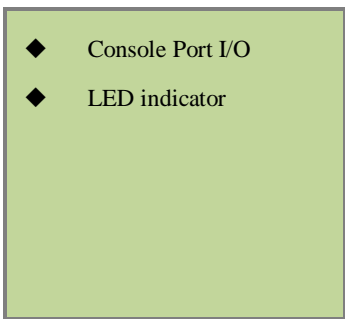 ◆ Console Port I/O
◆ LED indicator